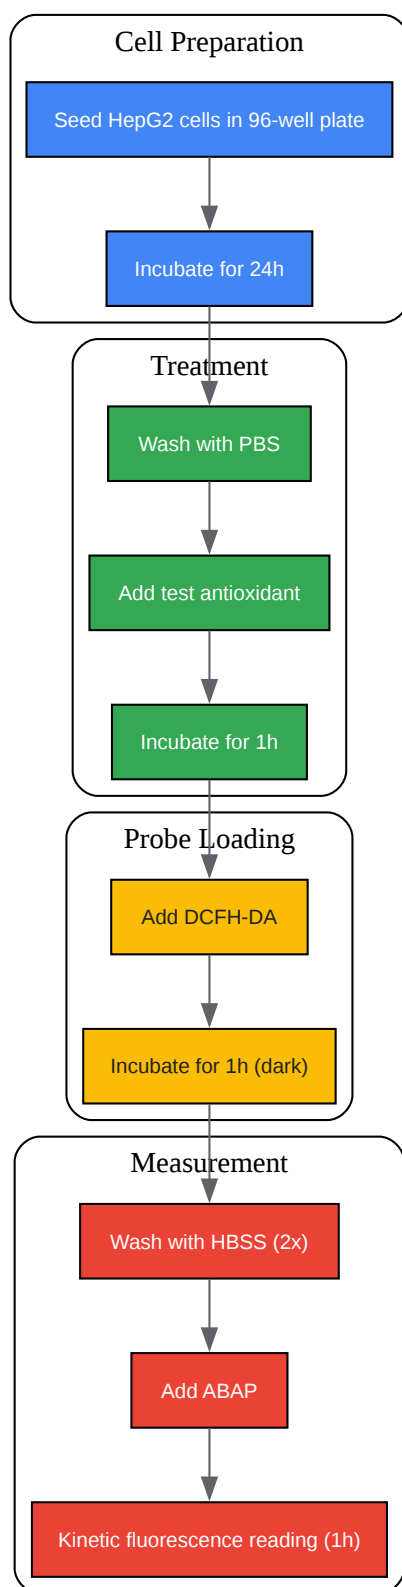 Cell Preparation
Seed HepG2 cells in 96-well plate
Incubate for 24h
Treatment
Wash with PBS
Add test antioxidant
Incubate for 1h
Probe Loading
Add DCFH-DA
Incubate for 1h (dark)
Measurement
Wash with HBSS (2x)
Add ABAP
Kinetic fluorescence reading (1h)